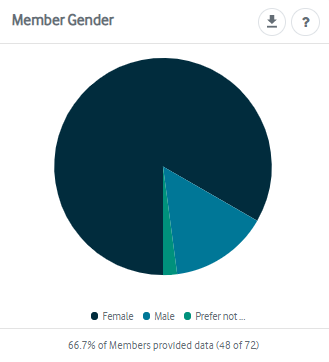 Member Gender
?
Female Male Prefer not ...
66.7% of Members provided data (48 of 72)